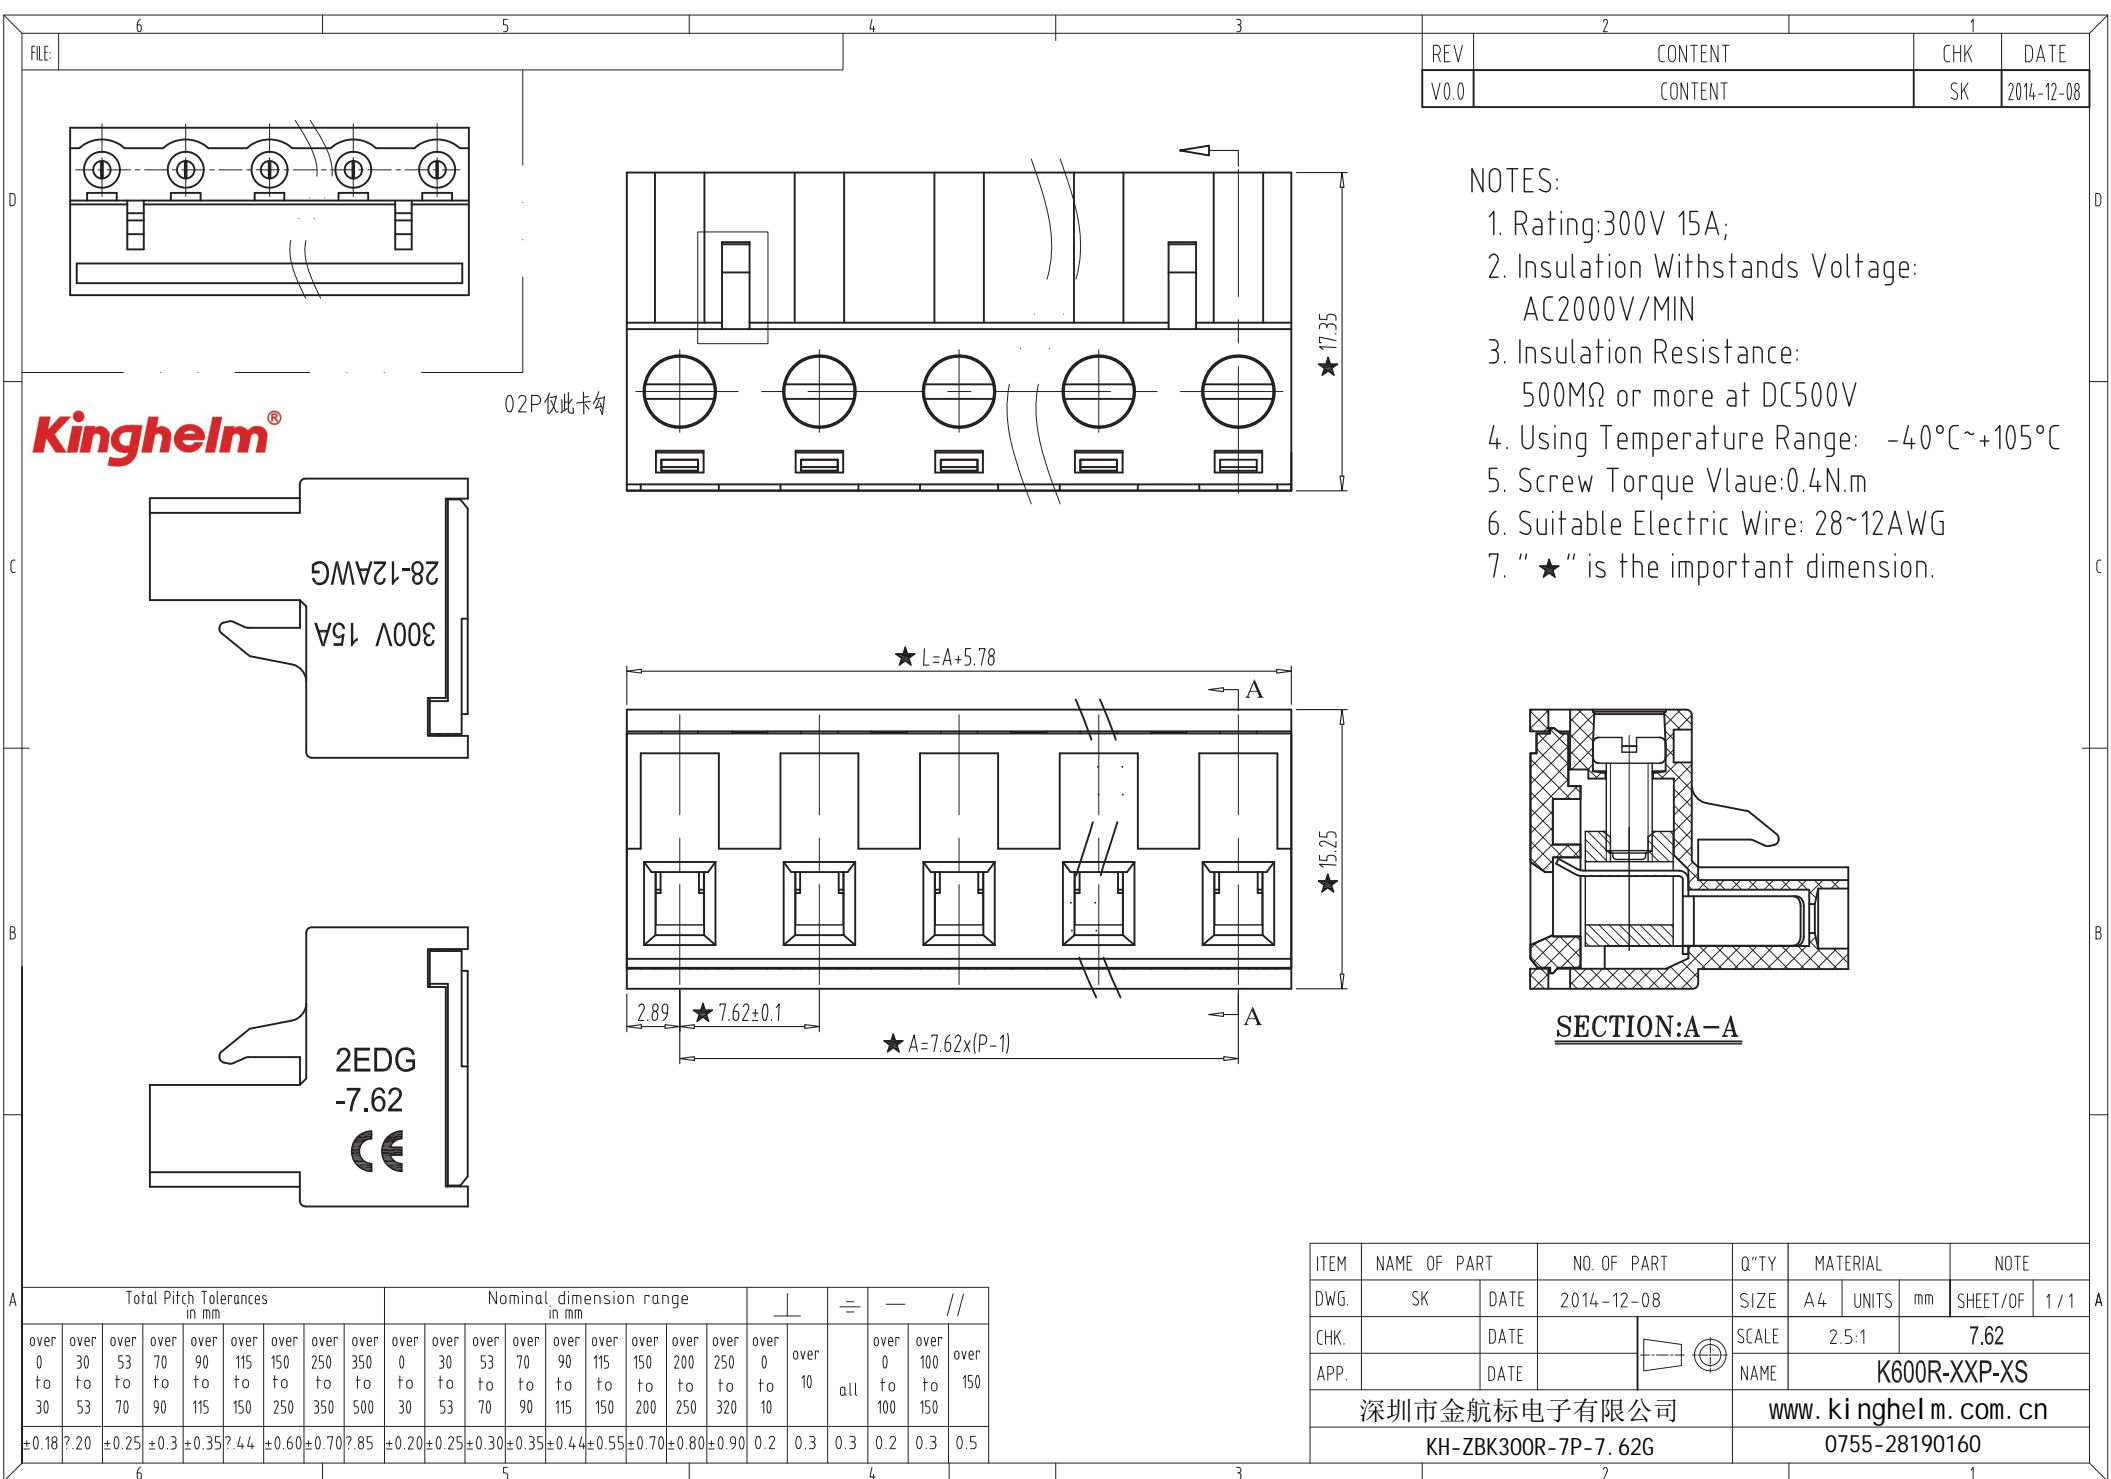 6 5 4 3 2 1
FILE:
REV CONTENT CHK DATE
V0.0 CONTENT SK 2014-12-08
D D
NOTES:
1. Rating:300V 15A;
2. Insulation Withstands Voltage:
AC2000V/MIN
3. Insulation Resistance:
500MΩ or more at DC500V
4. Using Temperature Range: -40°C~+105°C
5. Screw Torque Vlaue:0.4N.m
6. Suitable Electric Wire: 28~12AWG
7. "★" is the important dimension.
★ 17.35
02P仅此卡勾
Kinghelm®
C C
28-12AWG
300V 15A
★ L=A+5.78
A
★ 15.25
2.89 ★ 7.62±0.1
A
★ A=7.62x(P-1)
SECTION:A-A
B B
2EDG
-7.62
CE
A A
Total Pitch Tolerances
in mm
Nominal dimension range
in mm
⊥ = — //
over 0 to 30 over 30 to 53 over 53 to 70 over 70 to 90 over 90 to 115 over 115 to 150 over 150 to 250 over 250 to 350 over 350 to 500 over 0 to 30 over 30 to 53 over 53 to 70 over 70 to 90 over 90 to 115 over 115 to 150 over 150 to 200 over 200 to 250 over 250 to 320 over 0 to 10 over 10 all over 0 to 100 over 100 to 150 over 150
±0.18 ?.20 ±0.25 ±0.3 ±0.35 ?.44 ±0.60 ±0.70 ?.85 ±0.20 ±0.25 ±0.30 ±0.35 ±0.44 ±0.55 ±0.70 ±0.80 ±0.90 0.2 0.3 0.3 0.2 0.3 0.5
ITEM NAME OF PART NO. OF PART Q"TY MATERIAL NOTE
DWG. SK DATE 2014-12-08 SIZE A4 UNITS mm SHEET/OF 1/1
CHK. DATE SCALE 2.5:1 7.62
APP. DATE NAME K600R-XXP-XS
深圳市金航标电子有限公司 www.kinghelm.com.cn
KH-ZBK300R-7P-7.62G 0755-28190160
6 5 4 3 2 1